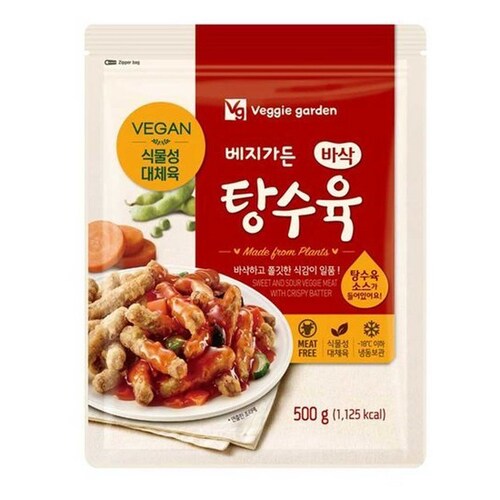 Zipper bag
Vg Veggie garden
VEGAN
식물성
대체육
베지가든 바삭
탕수육
Made from Plants
바삭하고 쫄깃한 식감이 일품!
SWEET AND SOUR VEGGIE MEAT
WITH CRISPY BATTER
탕수육
소스가
들어있어요!
MEAT
FREE
식물성
대체육
-18℃ 이하
냉동보관
500 g (1,125 kcal)